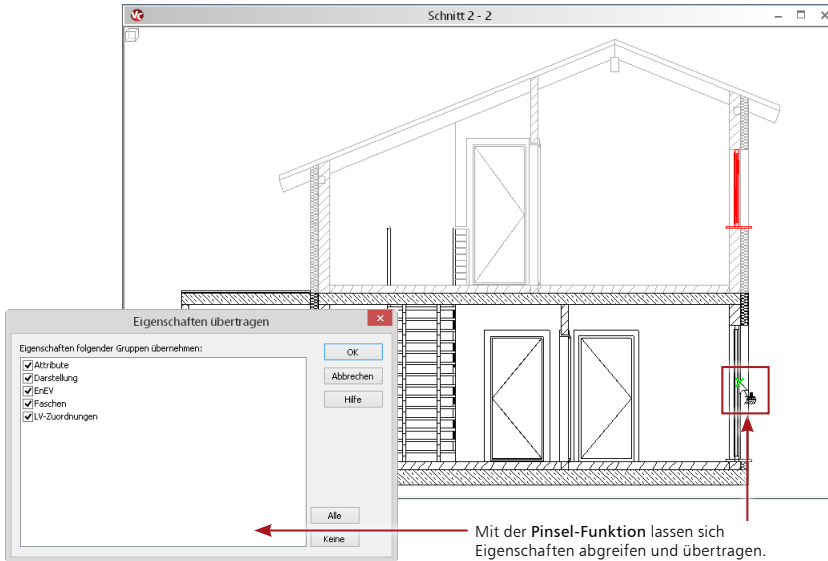 VC
Schnitt 2 - 2
Eigenschaften übertragen
Eigenschaften folgender Gruppen übernehmen:
Attribute
Darstellung
EnEV
Faschen
LV-Zuordnungen
OK
Abbrechen
Hilfe
Alle
Keine
Mit der Pinsel-Funktion lassen sich
Eigenschaften abgreifen und übertragen.